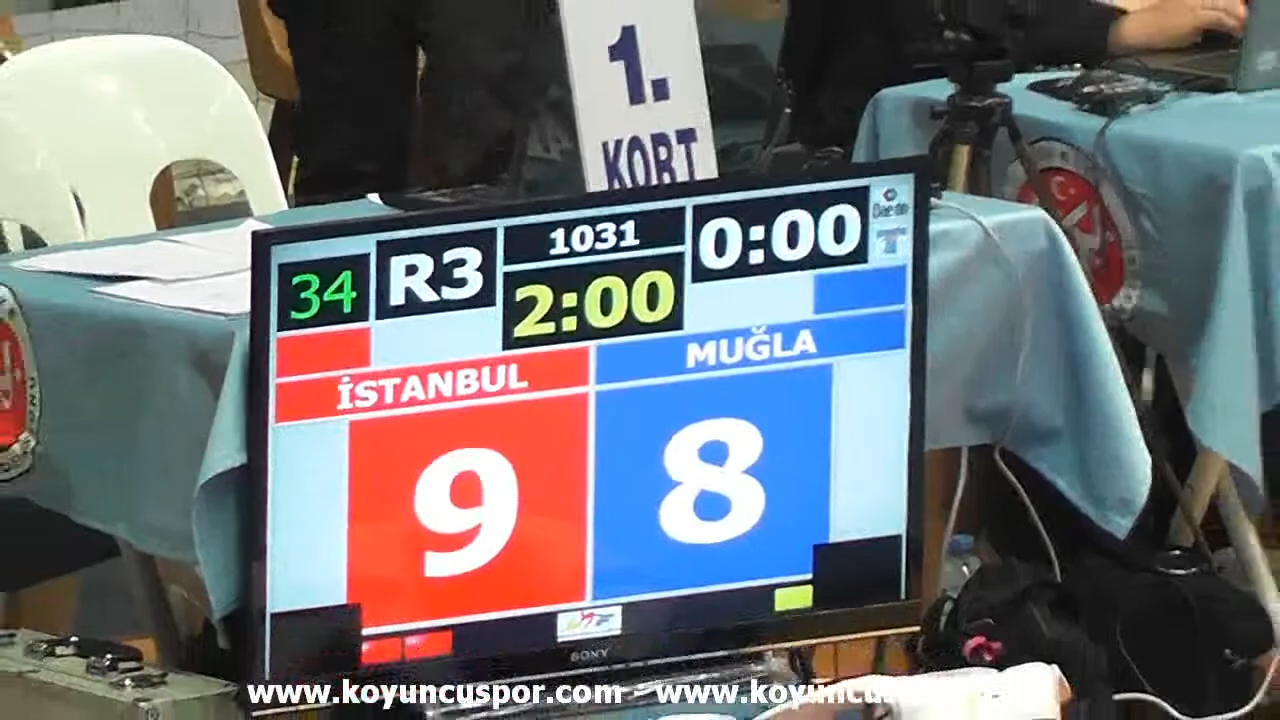 1.
KORT
1031
0:00
34
R3
2:00
İSTANBUL
MUĞLA
9
8
SONY
www.koyuncuspor.com - www.koyuncu